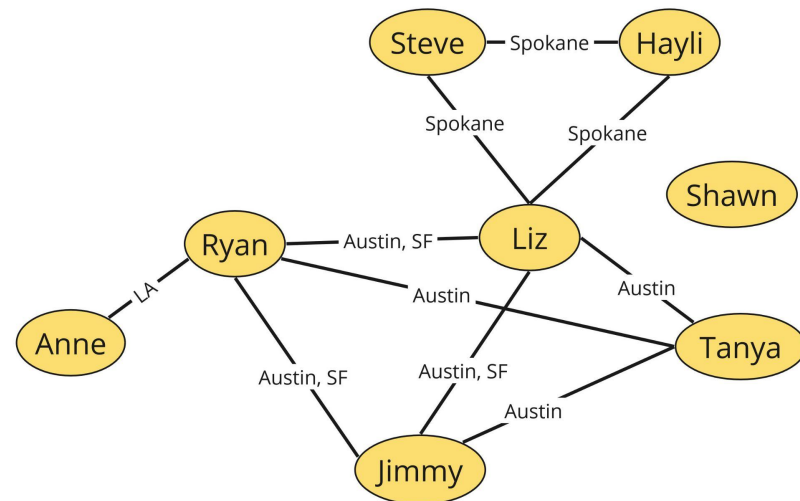 Steve
Spokane
Hayli
Spokane
Spokane
Shawn
Ryan
Austin, SF
Liz
LA
Austin
Austin
Anne
Tanya
Austin, SF
Austin, SF
Austin
Jimmy